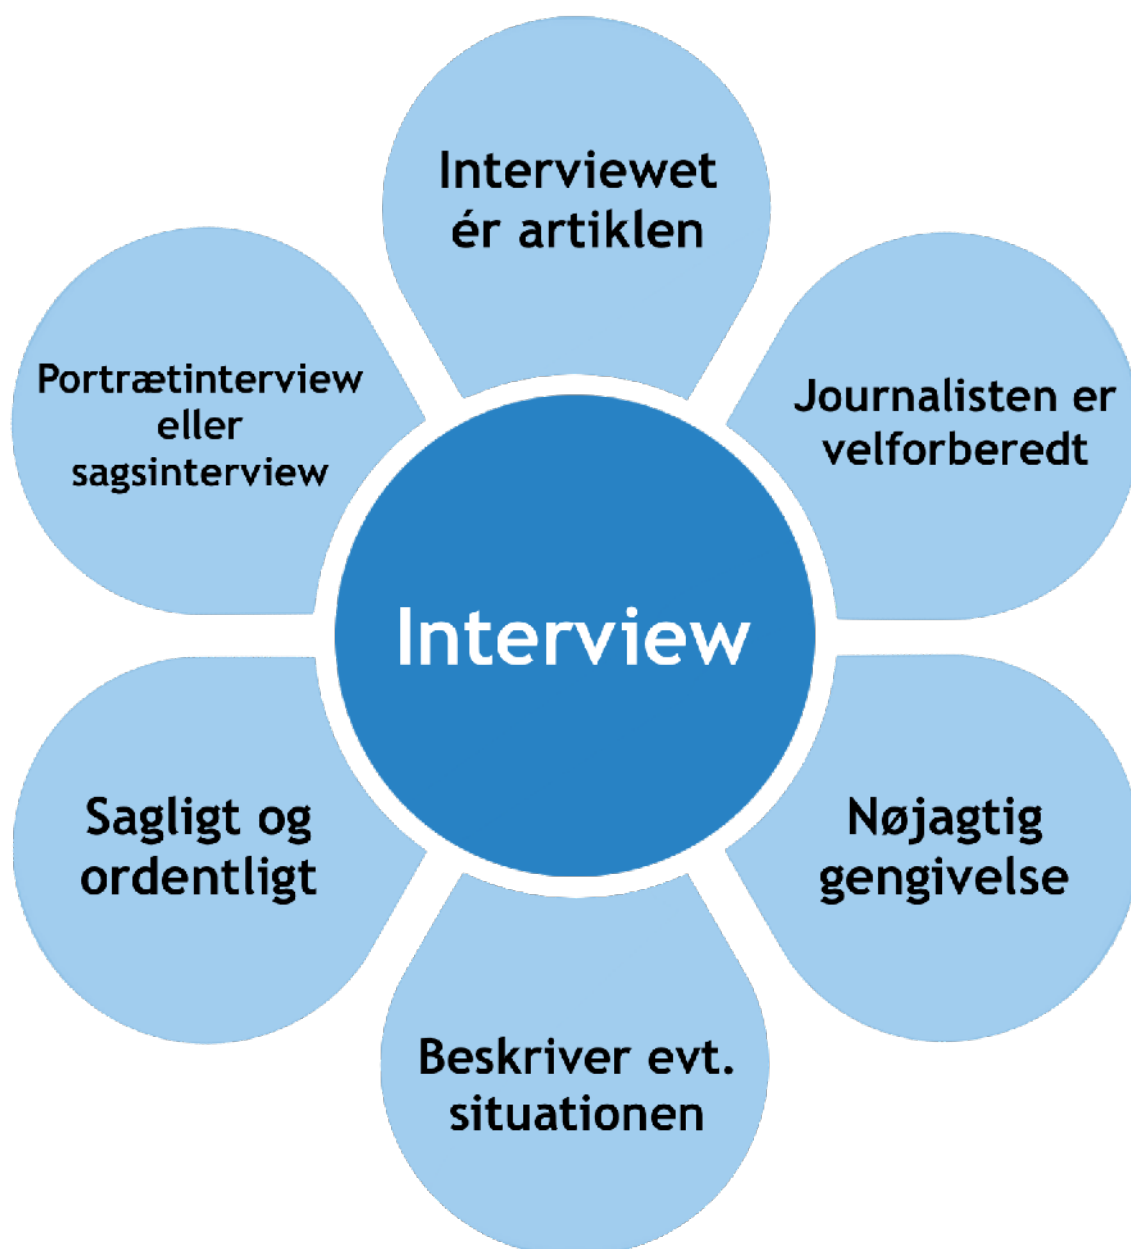 Interviewet
ér artiklen
Journalisten er
velforberedt
Nøjagtig
gengivelse
Beskriver evt.
situationen
Sagligt og
ordentligt
Portrætinterview
eller
sagsinterview
Interview